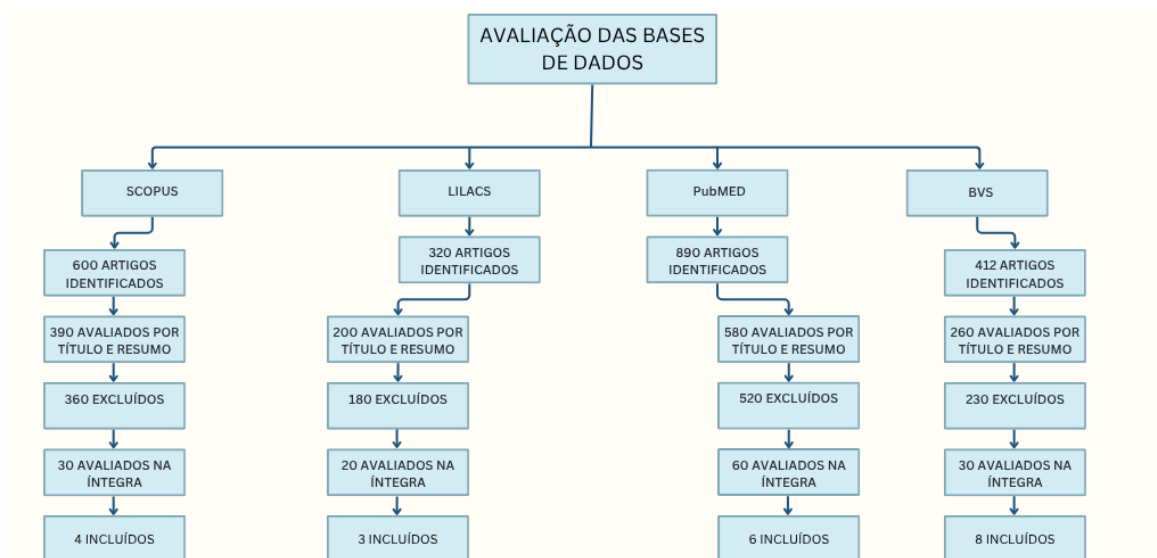 AVALIAÇÃO DAS BASES
DE DADOS
SCOPUS
LILACS
PubMED
BVS
600 ARTIGOS
IDENTIFICADOS
320 ARTIGOS
IDENTIFICADOS
890 ARTIGOS
IDENTIFICADOS
412 ARTIGOS
IDENTIFICADOS
390 AVALIADOS POR
TÍTULO E RESUMO
200 AVALIADOS POR
TÍTULO E RESUMO
580 AVALIADOS POR
TÍTULO E RESUMO
260 AVALIADOS POR
TÍTULO E RESUMO
360 EXCLUÍDOS
180 EXCLUÍDOS
520 EXCLUÍDOS
230 EXCLUÍDOS
30 AVALIADOS NA
ÍNTEGRA
20 AVALIADOS NA
ÍNTEGRA
60 AVALIADOS NA
ÍNTEGRA
30 AVALIADOS NA
ÍNTEGRA
4 INCLUÍDOS
3 INCLUÍDOS
6 INCLUÍDOS
8 INCLUÍDOS